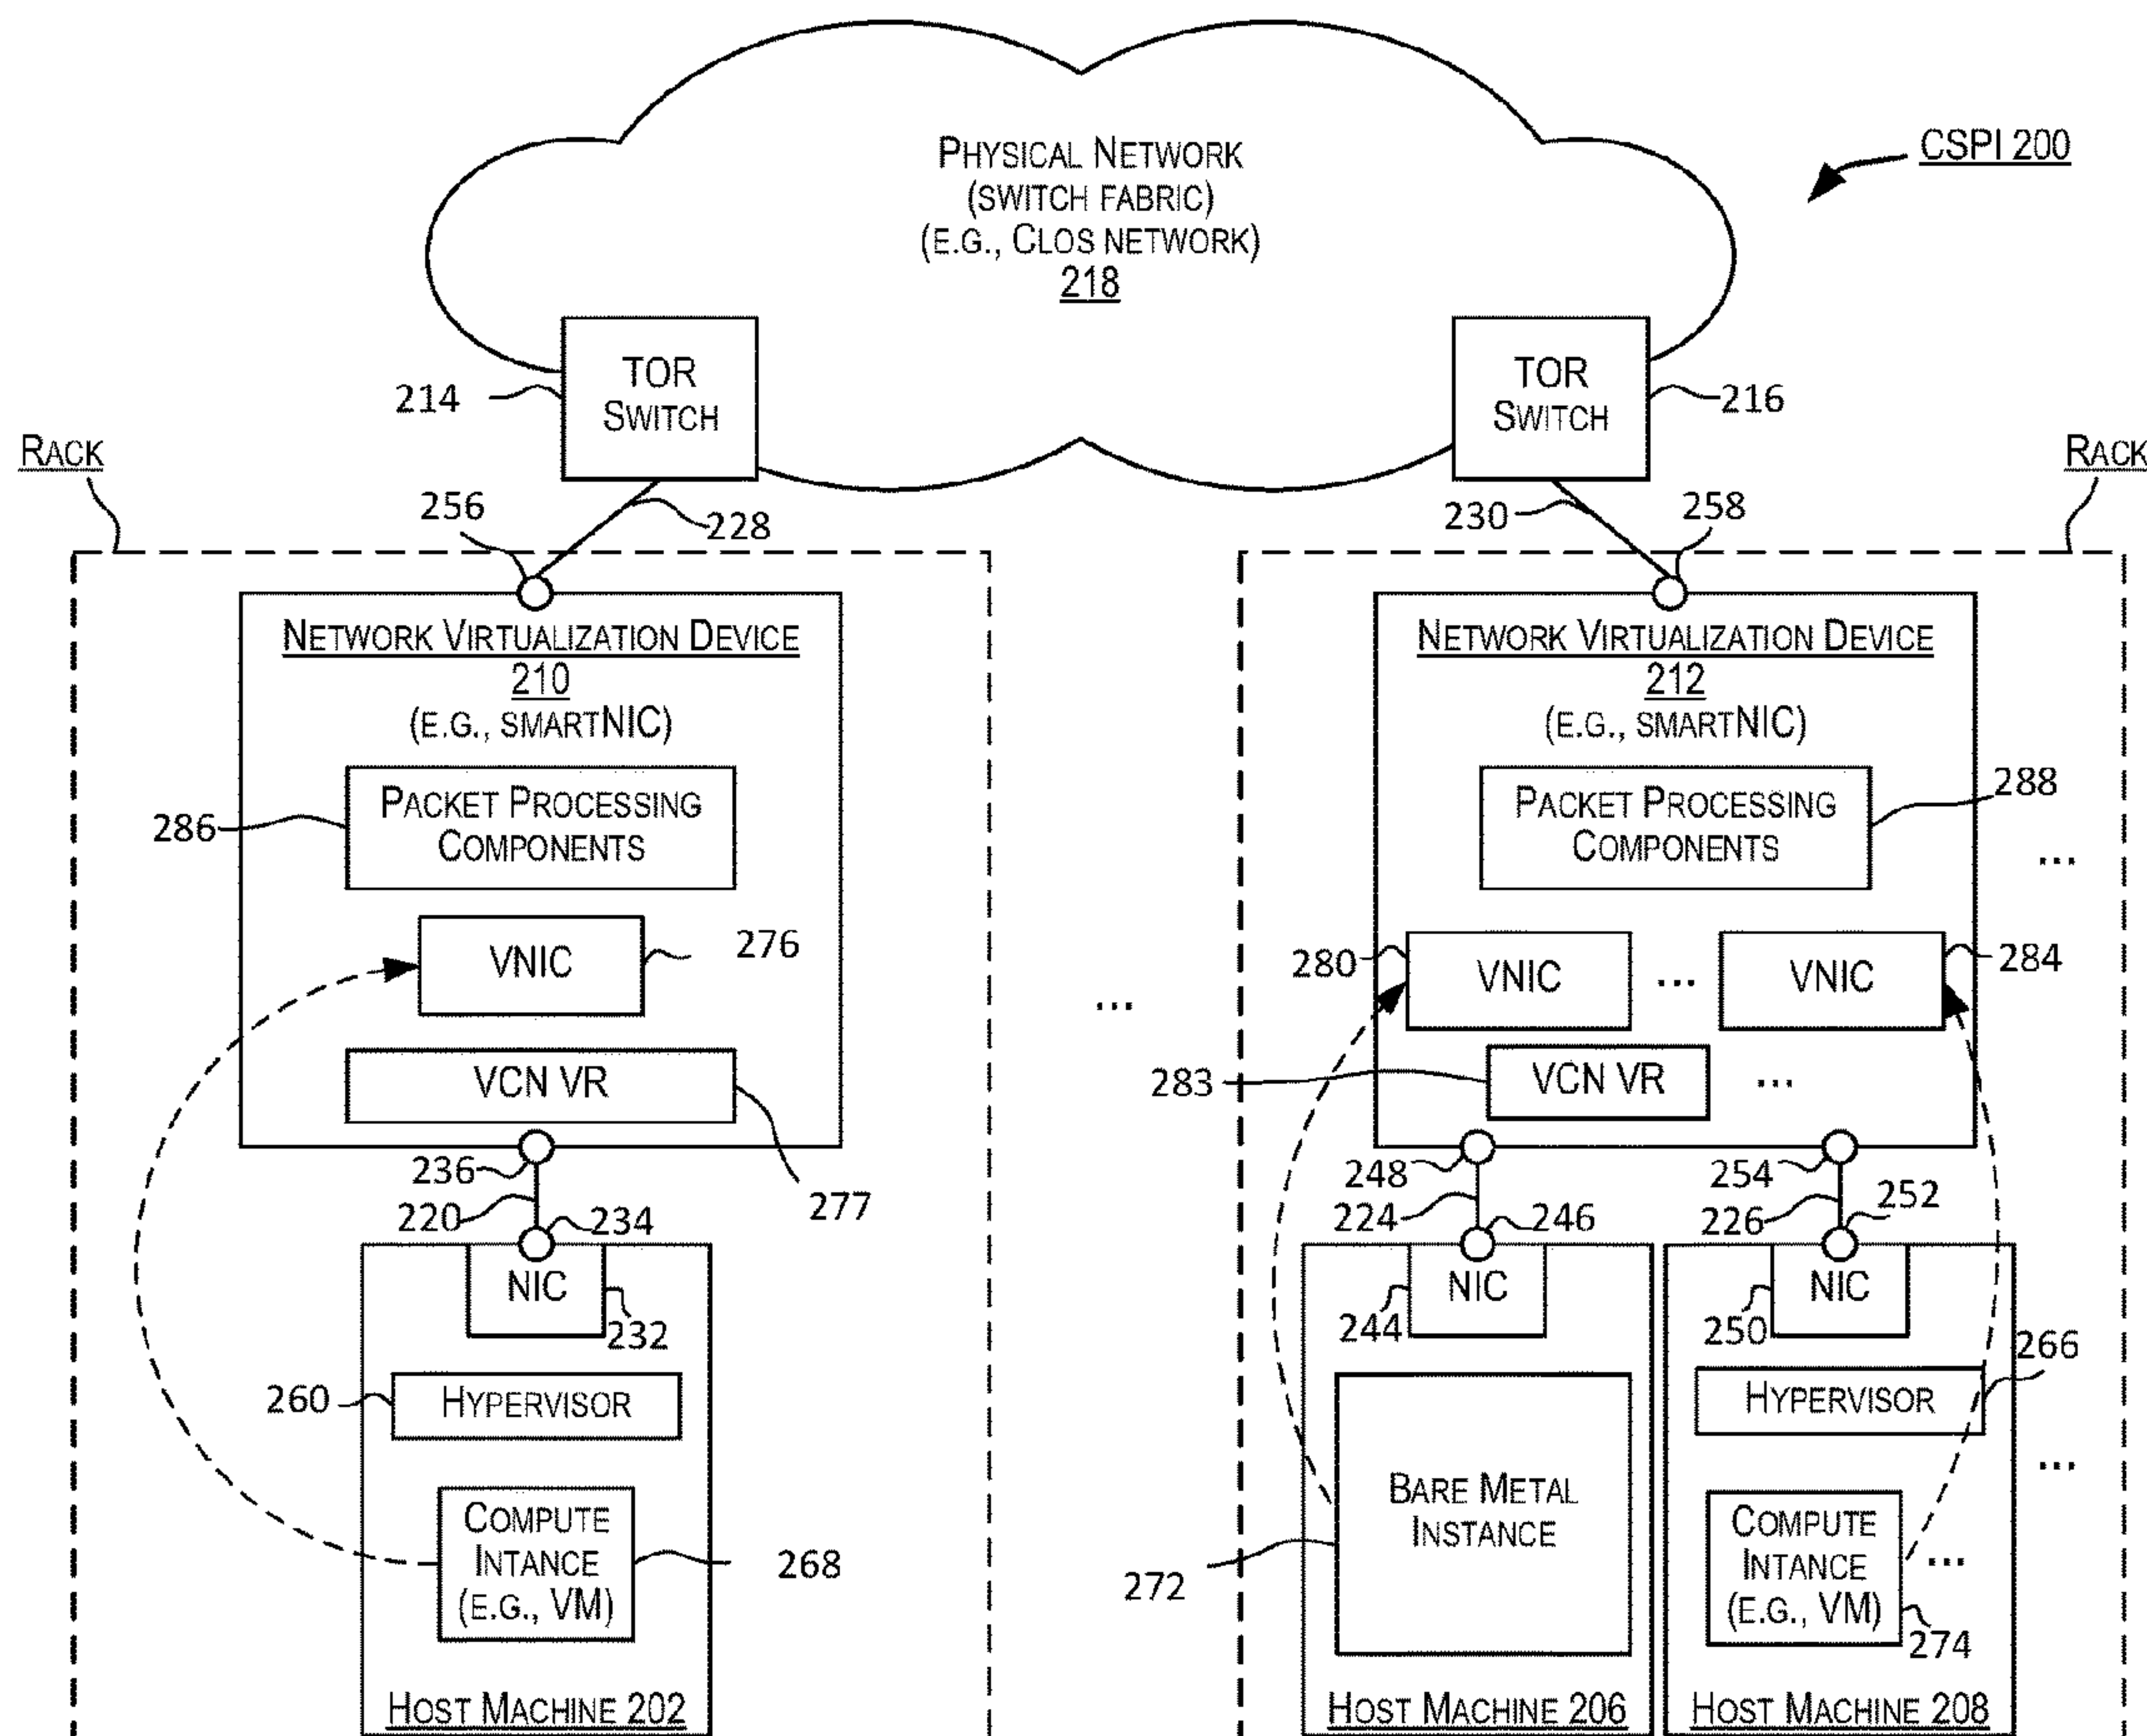 PHYSICAL NETWORK
(SWITCH FABRIC)
(E.G., CLOS NETWORK)
218
CSPI 200
TOR
SWITCH
214
TOR
SWITCH
216
RACK
RACK
256
228
230
258
NETWORK VIRTUALIZATION DEVICE
210
(E.G., SMARTNIC)
PACKET PROCESSING
COMPONENTS
286
VNIC
276
VCN VR
277
236
220
234
NIC
232
260
HYPERVISOR
COMPUTE
INTANCE
(E.G., VM)
268
HOST MACHINE 202
...
NETWORK VIRTUALIZATION DEVICE
212
(E.G., SMARTNIC)
PACKET PROCESSING
COMPONENTS
288
...
280
VNIC
...
VNIC
284
283
VCN VR
...
248
254
224
246
226
252
NIC
244
NIC
250
266
HYPERVISOR
...
BARE METAL
INSTANCE
272
COMPUTE
INTANCE
(E.G., VM)
...
274
HOST MACHINE 206
HOST MACHINE 208